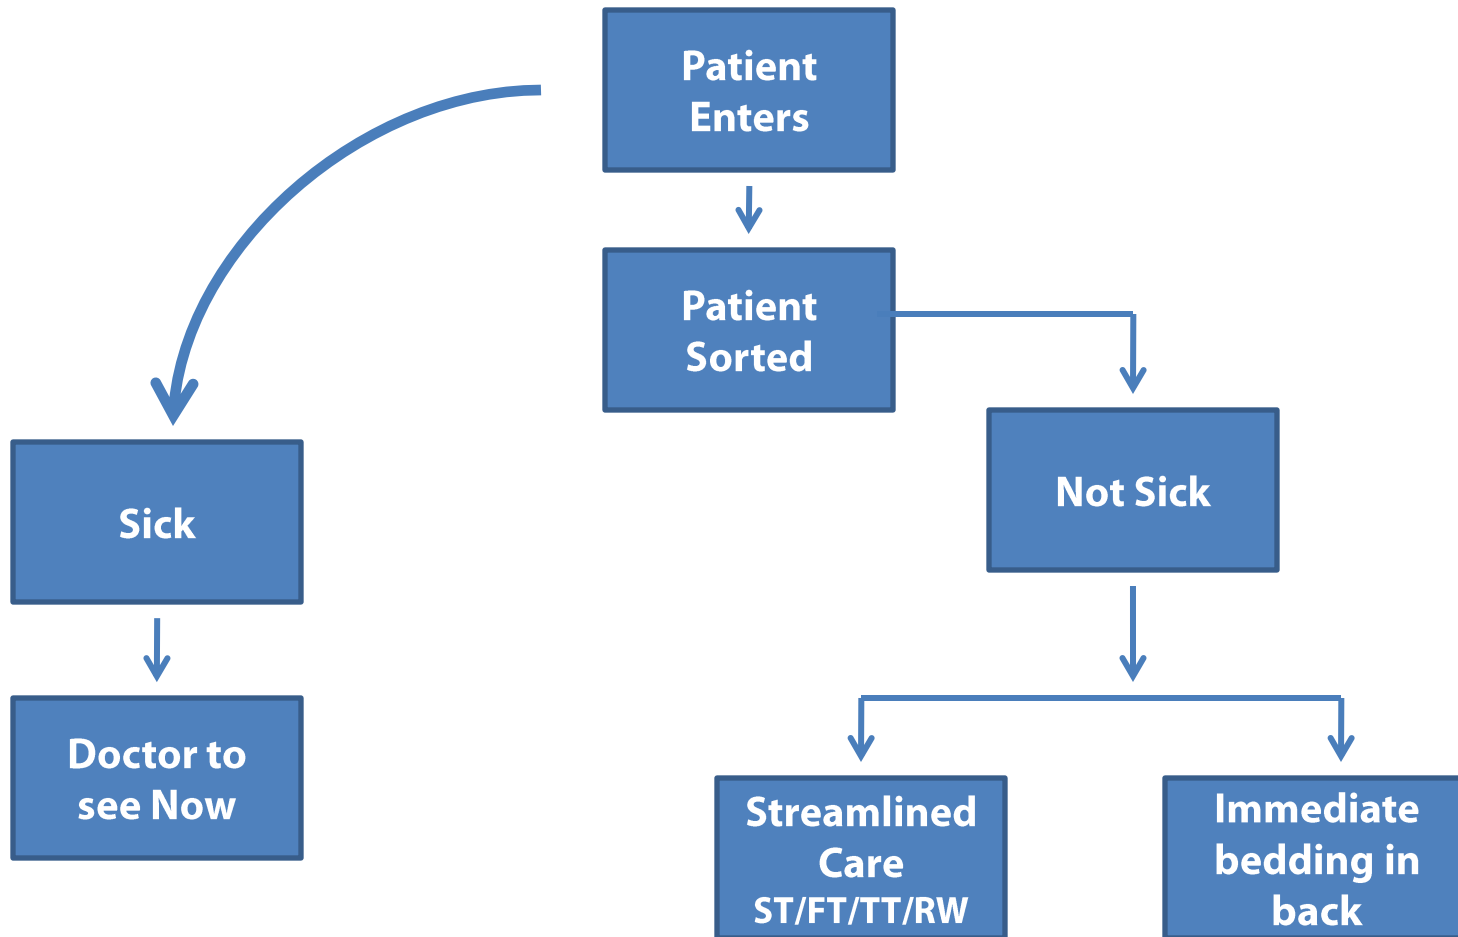 Patient
Enters
Patient
Sorted
Sick
Not Sick
Doctor to
see Now
Streamlined
Care
ST/FT/TT/RW
Immediate
bedding in
back